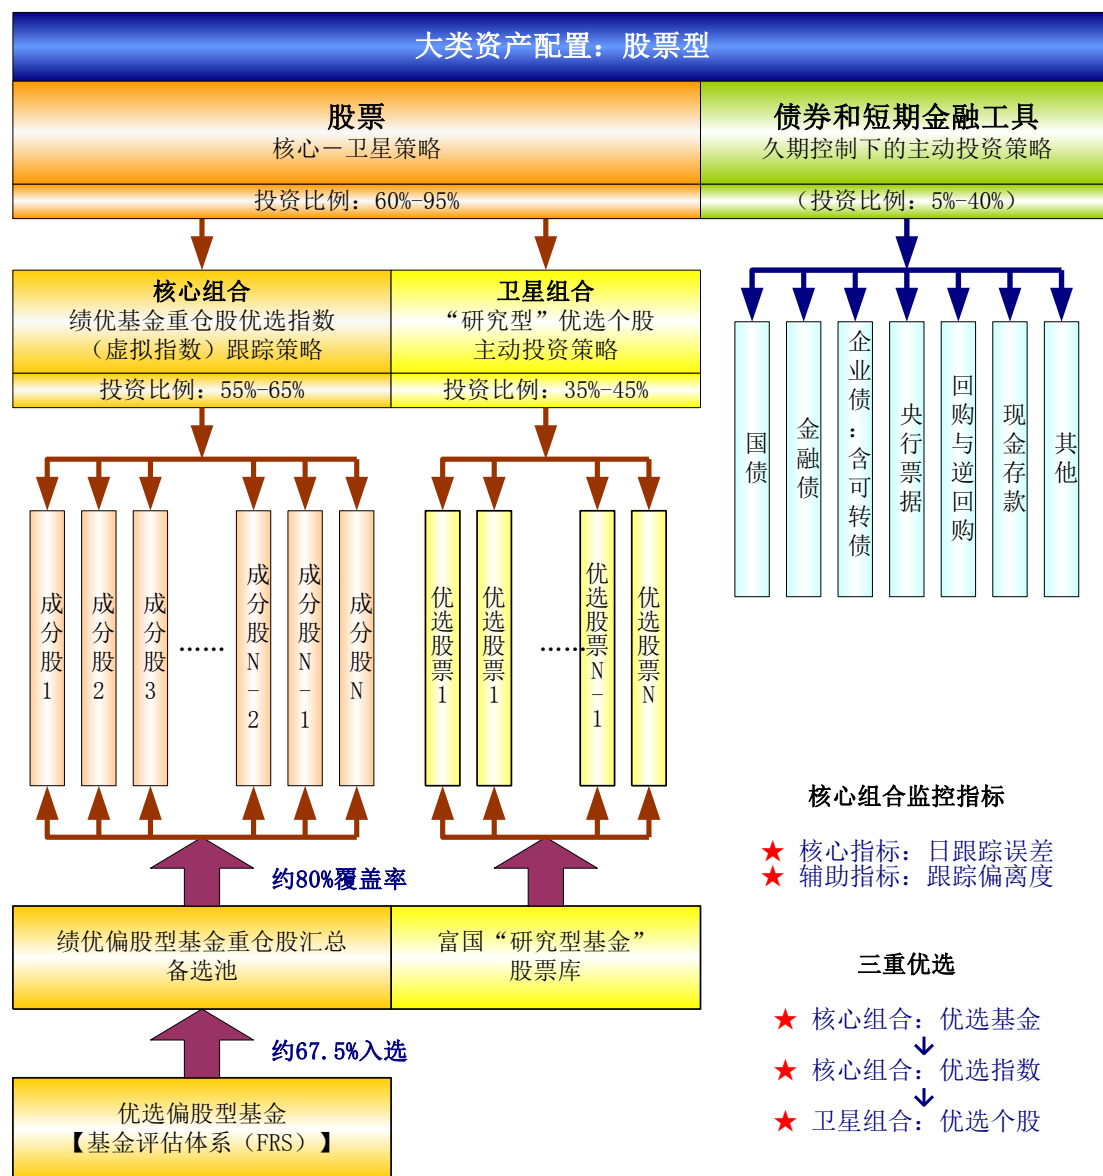 大类资产配置：股票型
股票
核心－卫星策略
投资比例：60%-95%
债券和短期金融工具
久期控制下的主动投资策略
（投资比例：5%-40%）
核心组合
绩优基金重仓股优选指数
（虚拟指数）跟踪策略
投资比例：55%-65%
卫星组合
“研究型”优选个股
主动投资策略
投资比例：35%-45%
国债
金融债
企业债：含可转债
央行票据
回购与逆回购
现金存款
其他
成分股1
成分股2
成分股3
……
成分股N-2
成分股N-1
成分股N
优选股票1
优选股票1
……
优选股票N-1
优选股票N
约80%覆盖率
绩优偏股型基金重仓股汇总
备选池
富国“研究型基金”
股票库
约67.5%入选
优选偏股型基金
【基金评估体系（FRS）】
核心组合监控指标
★ 核心指标：日跟踪误差
★ 辅助指标：跟踪偏离度
三重优选
★ 核心组合：优选基金
★ 核心组合：优选指数
★ 卫星组合：优选个股